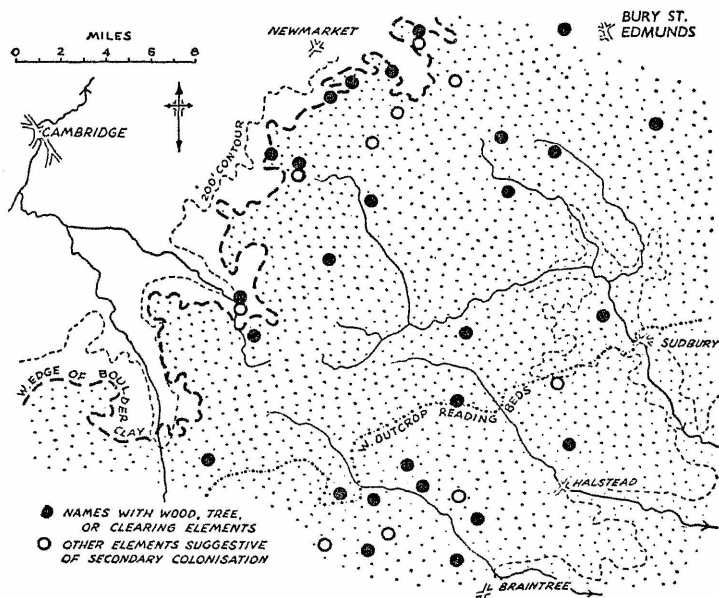 MILES
0 2 4 6 8
NEWMARKET
BURY ST.
EDMUNDS
CAMBRIDGE
200' CONTOUR
SUDBURY
W. EDGE OF BOULDER
CLAY
N. OUTCROP READING BEDS
HALSTEAD
NAMES WITH WOOD, TREE,
OR CLEARING ELEMENTS
OTHER ELEMENTS SUGGESTIVE
OF SECONDARY COLONISATION
BRAINTREE